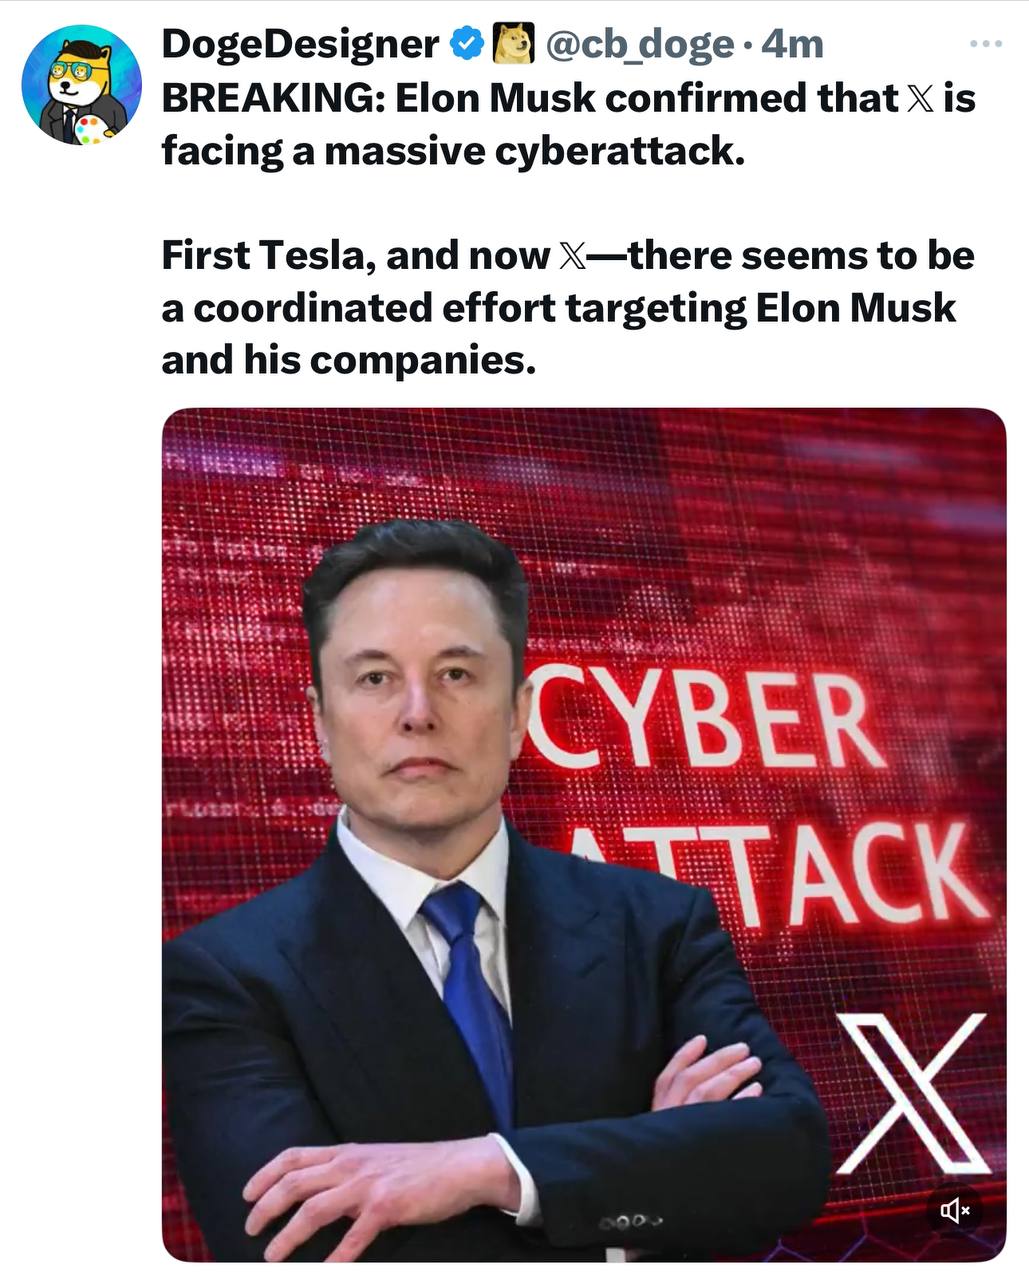 DogeDesigner @cb_doge · 4m
BREAKING: Elon Musk confirmed that 𝕏 is
facing a massive cyberattack.
First Tesla, and now 𝕏—there seems to be
a coordinated effort targeting Elon Musk
and his companies.
CYBER
ATTACK
𝕏